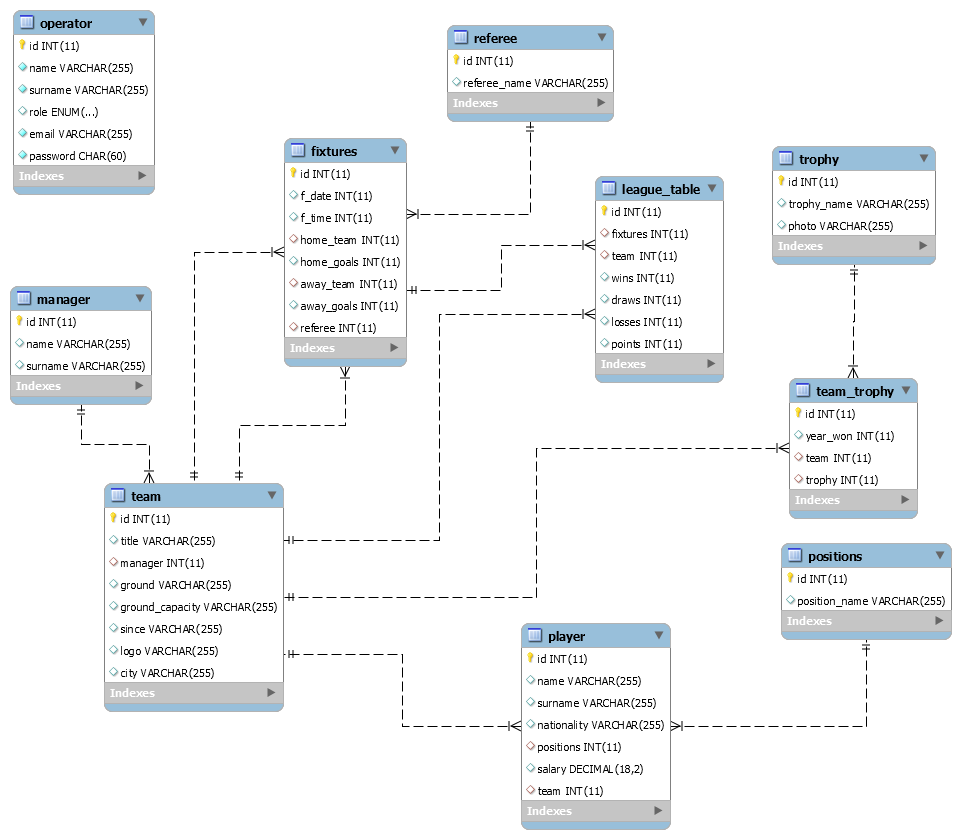 operator
id INT(11)
name VARCHAR(255)
surname VARCHAR(255)
role ENUM(...)
email VARCHAR(255)
password CHAR(60)
Indexes
referee
id INT(11)
referee_name VARCHAR(255)
Indexes
fixtures
id INT(11)
f_date INT(11)
f_time INT(11)
home_team INT(11)
home_goals INT(11)
away_team INT(11)
away_goals INT(11)
referee INT(11)
Indexes
league_table
id INT(11)
fixtures INT(11)
team INT(11)
wins INT(11)
draws INT(11)
losses INT(11)
points INT(11)
Indexes
trophy
id INT(11)
trophy_name VARCHAR(255)
photo VARCHAR(255)
Indexes
manager
id INT(11)
name VARCHAR(255)
surname VARCHAR(255)
Indexes
team_trophy
id INT(11)
year_won INT(11)
team INT(11)
trophy INT(11)
Indexes
team
id INT(11)
title VARCHAR(255)
manager INT(11)
ground VARCHAR(255)
ground_capacity VARCHAR(255)
since VARCHAR(255)
logo VARCHAR(255)
city VARCHAR(255)
Indexes
positions
id INT(11)
position_name VARCHAR(255)
Indexes
player
id INT(11)
name VARCHAR(255)
surname VARCHAR(255)
nationality VARCHAR(255)
positions INT(11)
salary DECIMAL(18,2)
team INT(11)
Indexes